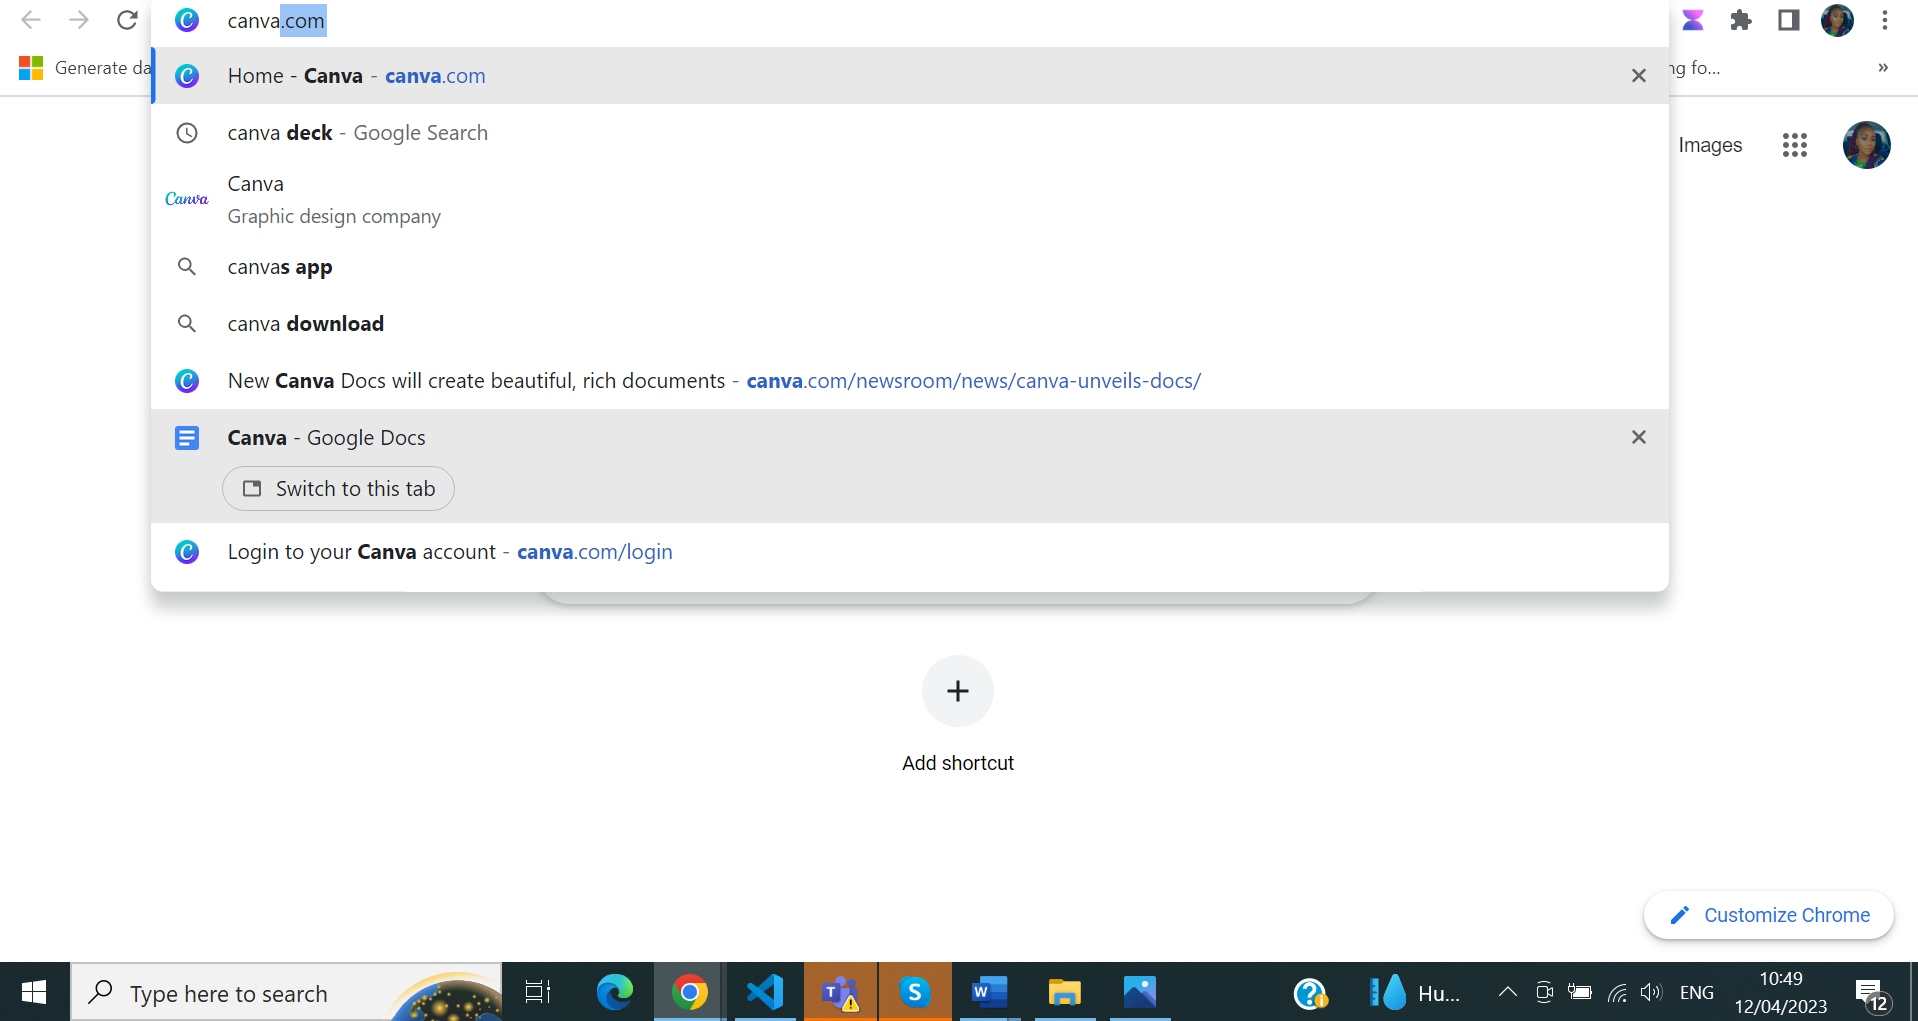 canva.com
Generate da
Home - Canva - canva.com
ng fo...
»
canva deck - Google Search
Images
Canva
Canva
Graphic design company
canvas app
canva download
New Canva Docs will create beautiful, rich documents - canva.com/newsroom/news/canva-unveils-docs/
Canva - Google Docs
Switch to this tab
Login to your Canva account - canva.com/login
Add shortcut
Customize Chrome
Type here to search
Hu...
ENG
10:49
12/04/2023
12